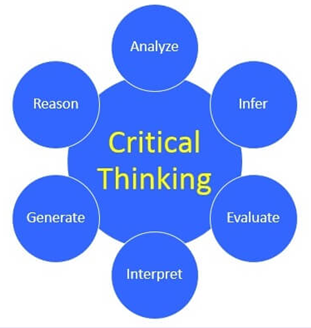 Analyze
Reason
Infer
Critical
Thinking
Generate
Evaluate
Interpret